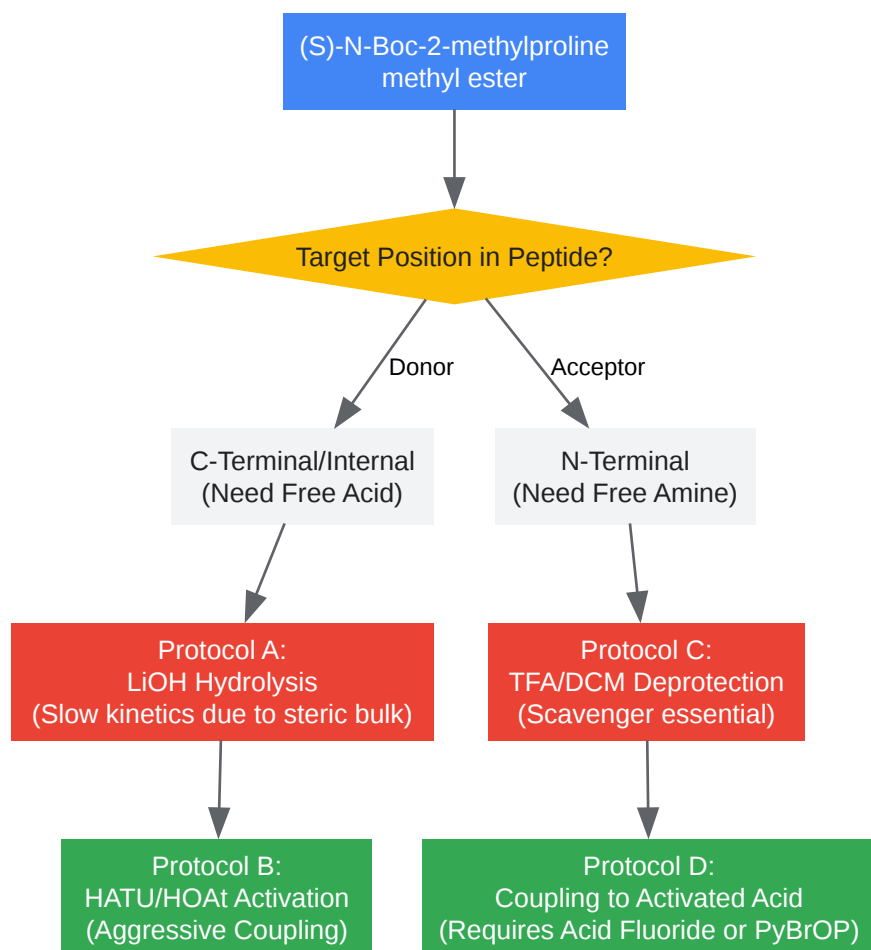 (S)-N-Boc-2-methylproline
methyl ester
Target Position in Peptide?
Donor
Acceptor
C-Terminal/Internal
(Need Free Acid)
N-Terminal
(Need Free Amine)
Protocol A:
LiOH Hydrolysis
(Slow kinetics due to steric bulk)
Protocol C:
TFA/DCM Deprotection
(Scavenger essential)
Protocol B:
HATU/HOAt Activation
(Aggressive Coupling)
Protocol D:
Coupling to Activated Acid
(Requires Acid Fluoride or PyBrOP)